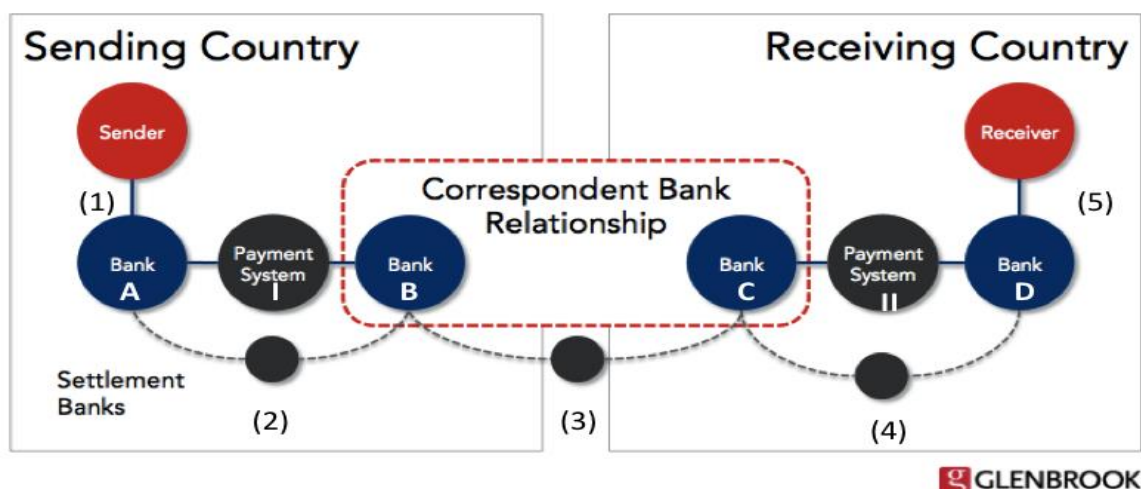 Sending Country
Receiving Country
Sender
Receiver
(1)
(5)
Correspondent Bank
Relationship
Bank
A
Payment
System
I
Bank
B
Bank
C
Payment
System
II
Bank
D
Settlement
Banks
(2)
(3)
(4)
g GLENBROOK